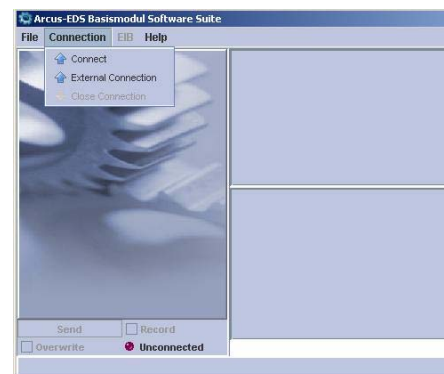 Arcus-EDS Basismodul Software Suite
File Connection EIB Help
Connect
External Connection
Close Connection
Send Record
Overwrite Unconnected